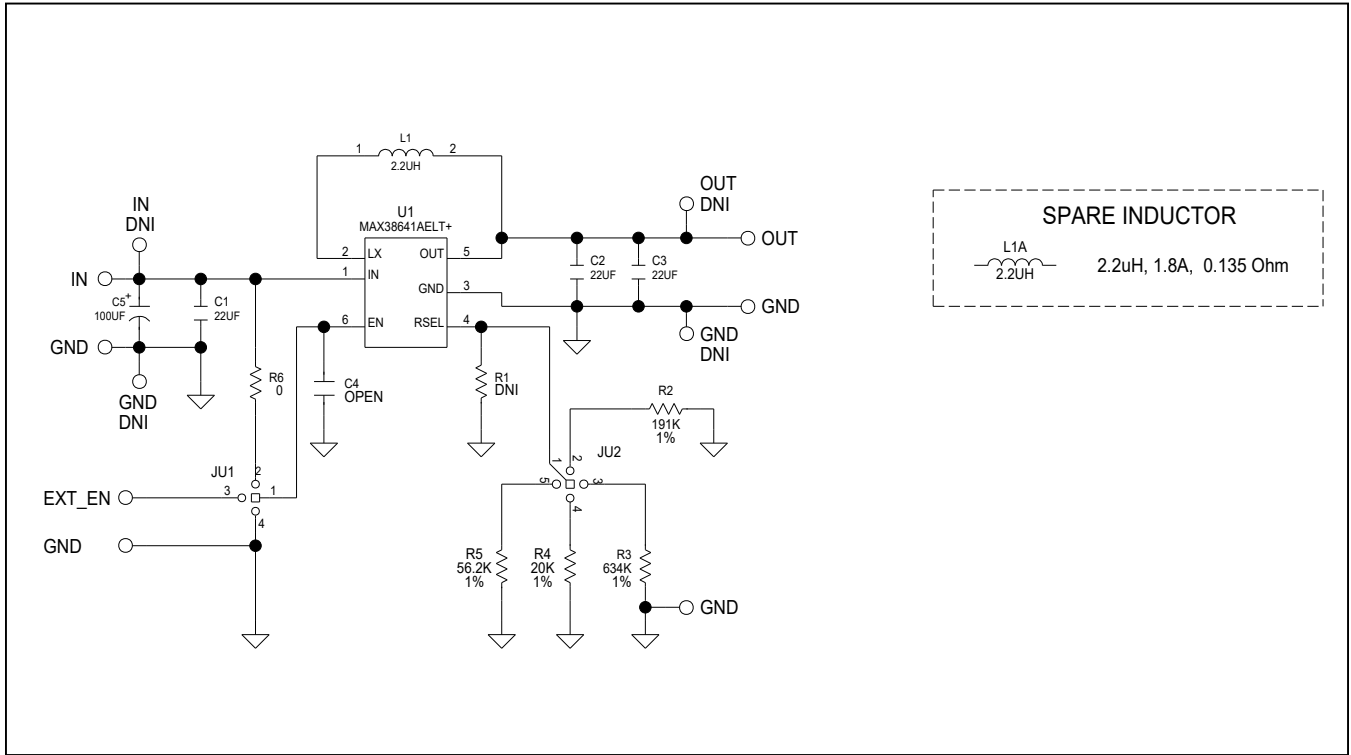 L1
1
2
2.2UH
U1
MAX38641AELT+
2
LX
OUT
5
1
IN
GND
3
6
EN
RSEL
4
IN
DNI
IN
C5
+
100UF
C1
22UF
GND
GND
DNI
R6
0
C4
OPEN
R1
DNI
C2
22UF
C3
22UF
OUT
DNI
OUT
GND
GND
DNI
R2
191K
1%
JU1
2
3
1
4
EXT_EN
GND
JU2
1
2
3
4
5
R5
56.2K
1%
R4
20K
1%
R3
634K
1%
GND
SPARE INDUCTOR
L1A
2.2UH
2.2uH, 1.8A, 0.135 Ohm